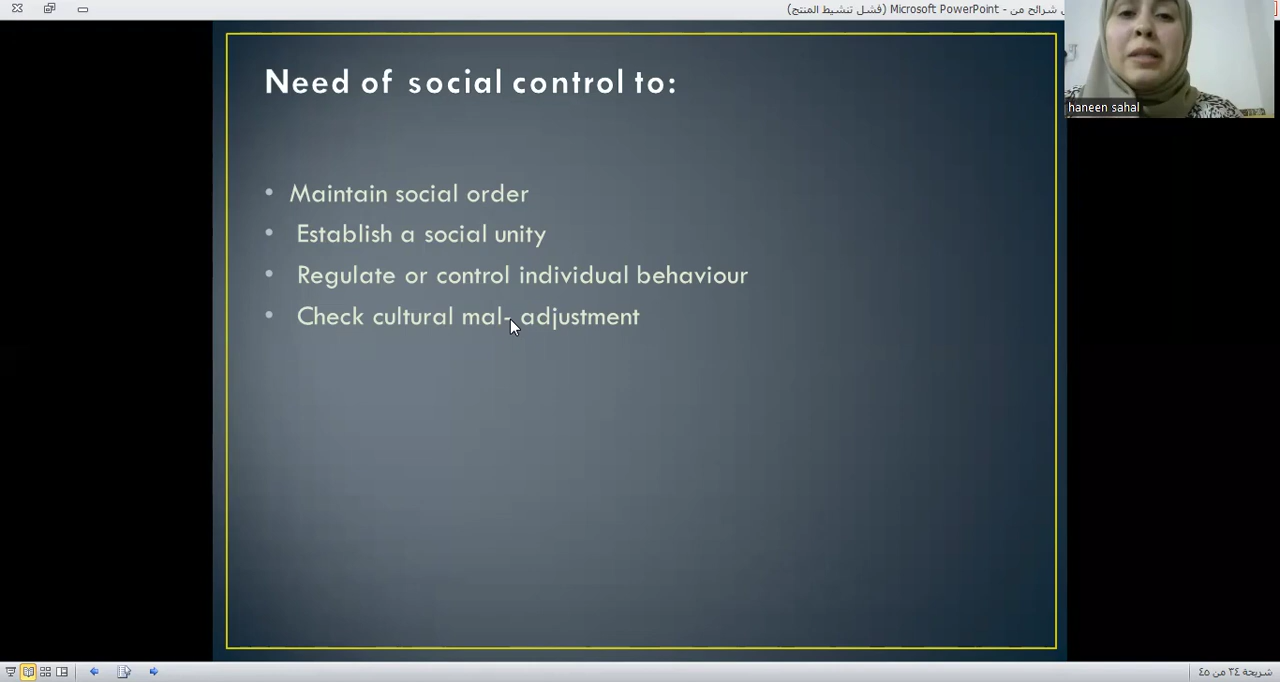 شرائح من - Microsoft PowerPoint (فشل تنشيط المنتج)
haneen sahal
Need of social control to:
• Maintain social order
• Establish a social unity
• Regulate or control individual behaviour
• Check cultural mal- adjustment
شريحة ٣٤ من ٤٥